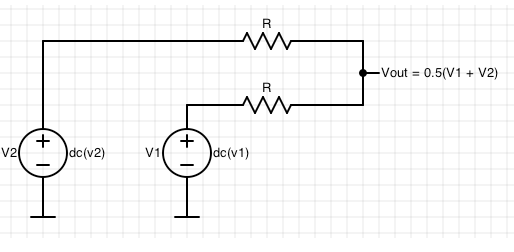 R
Vout = 0.5(V1 + V2)
R
V2 dc(v2)
V1 dc(v1)